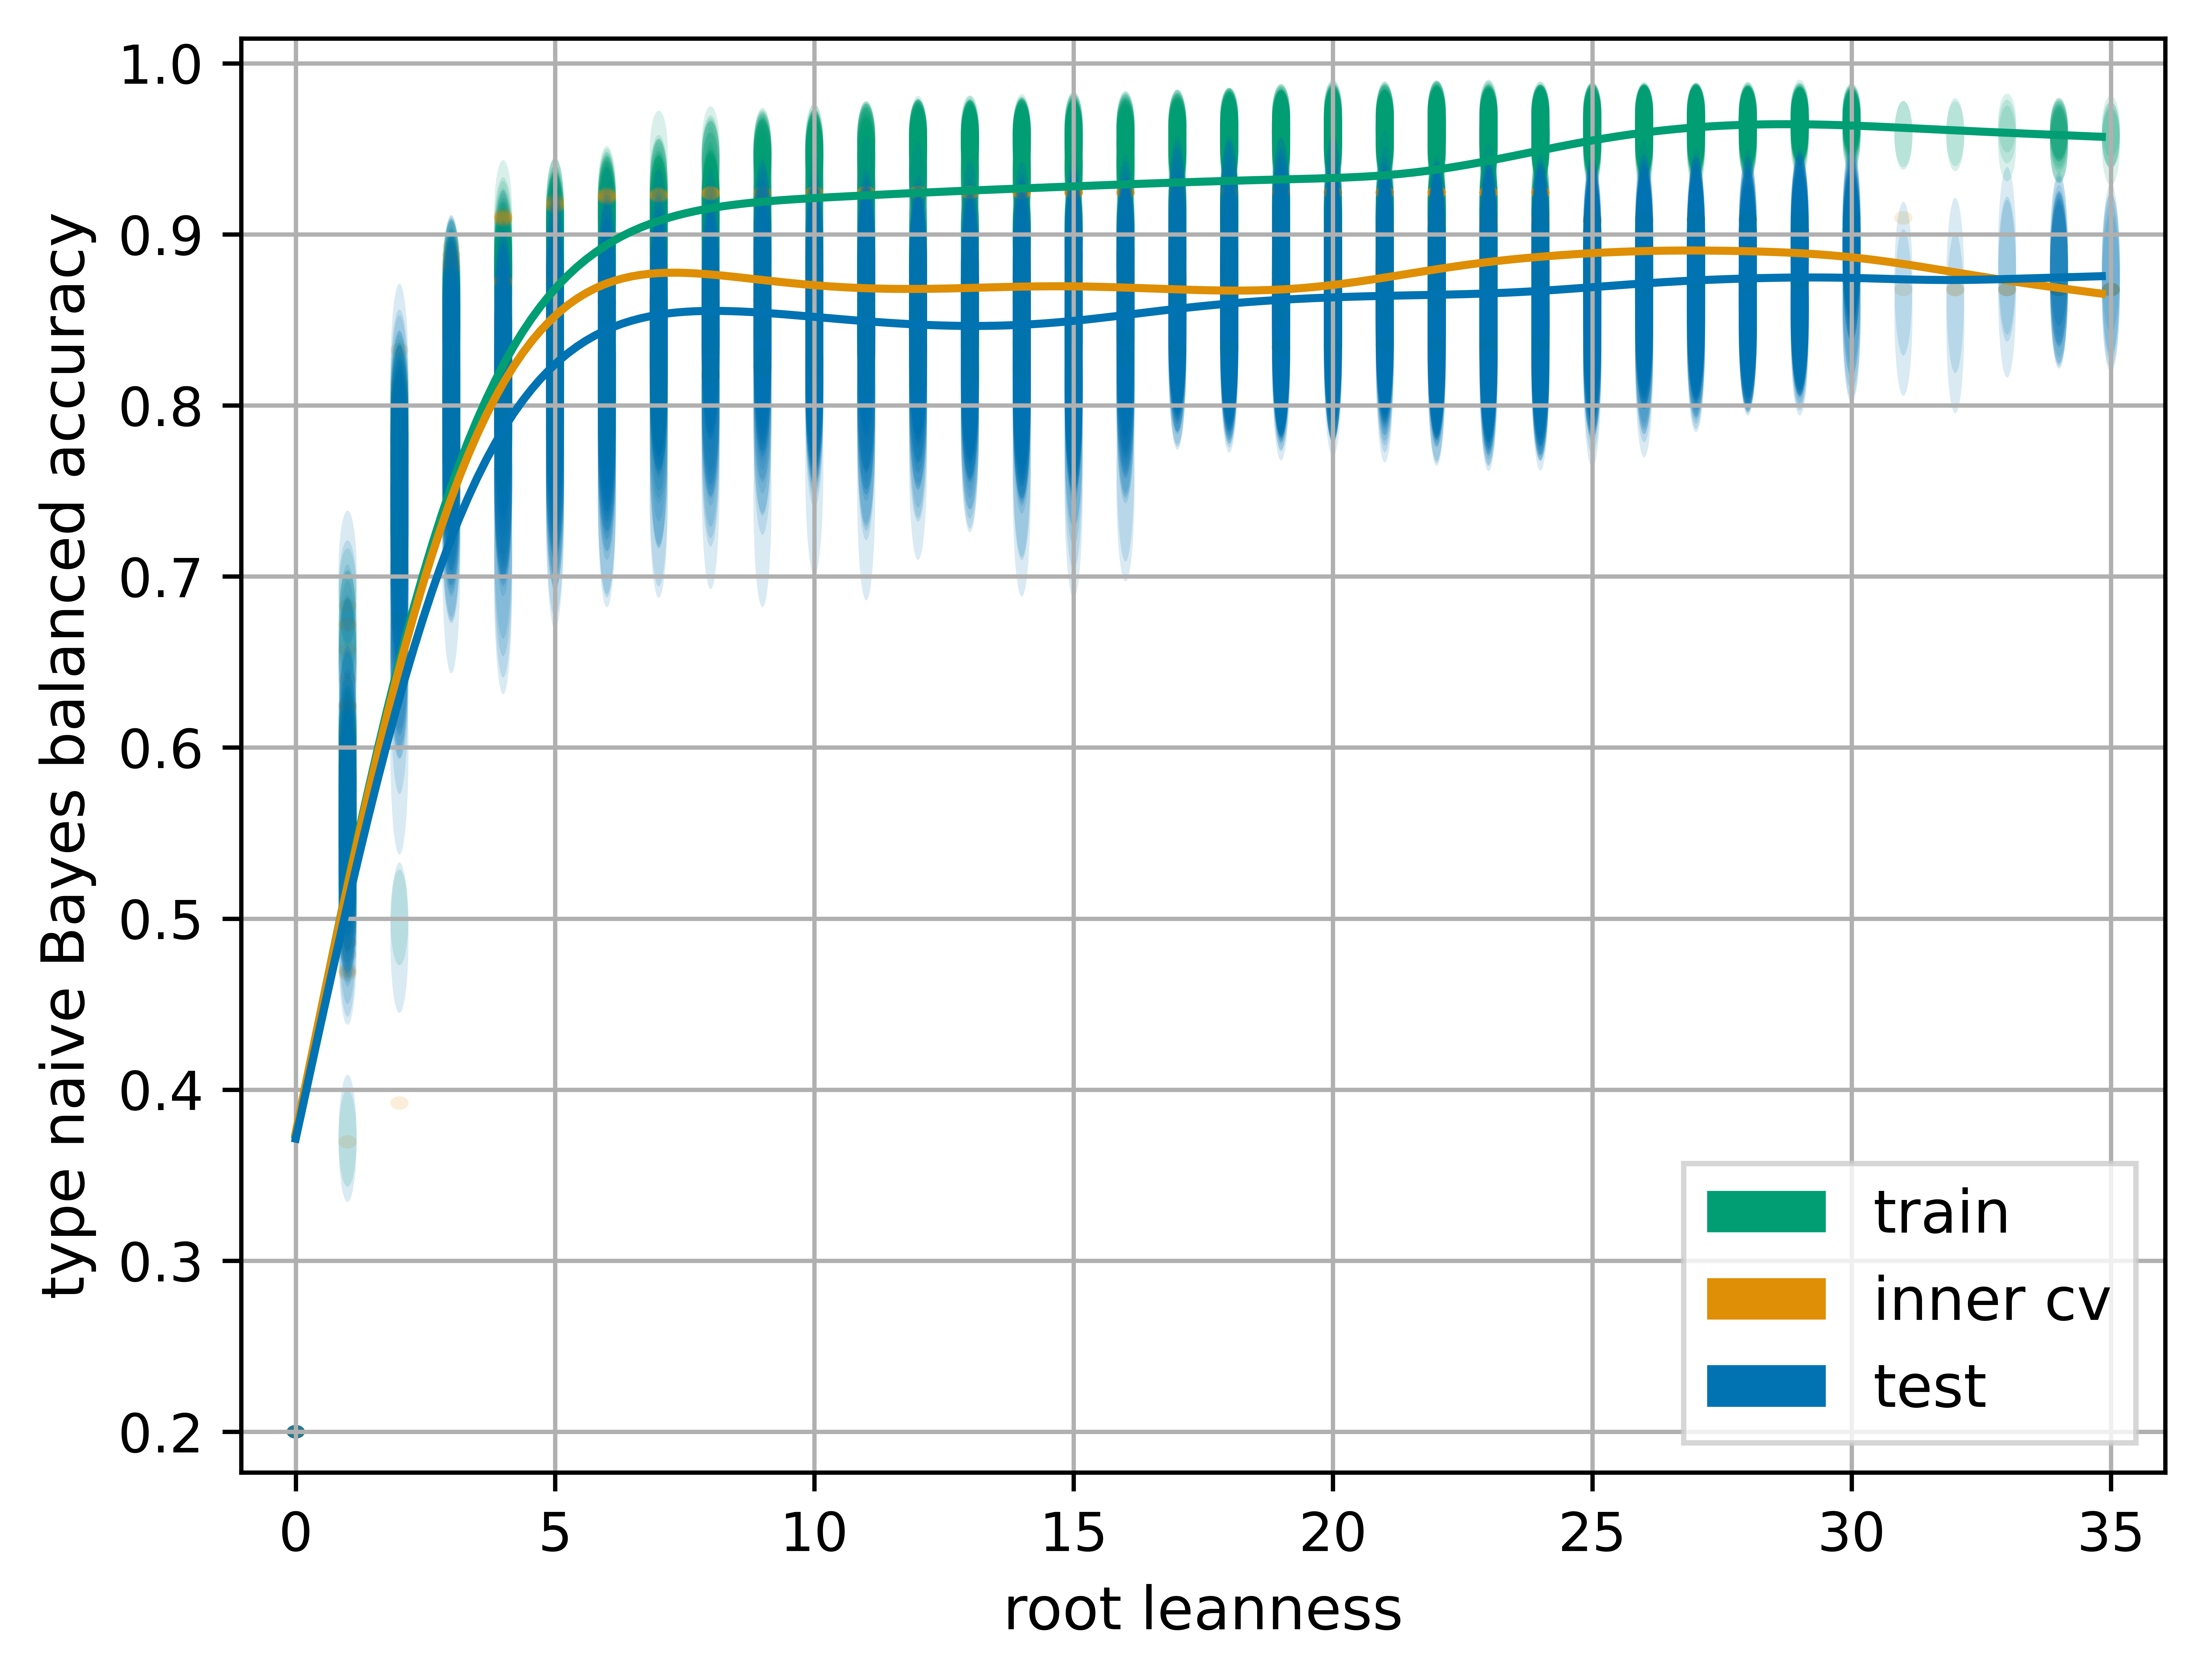 type naive Bayes balanced accuracy
1.0
0.9
0.8
0.7
0.6
0.5
0.4
0.3
0.2
train
inner cv
test
0 5 10 15 20 25 30 35
root leanness